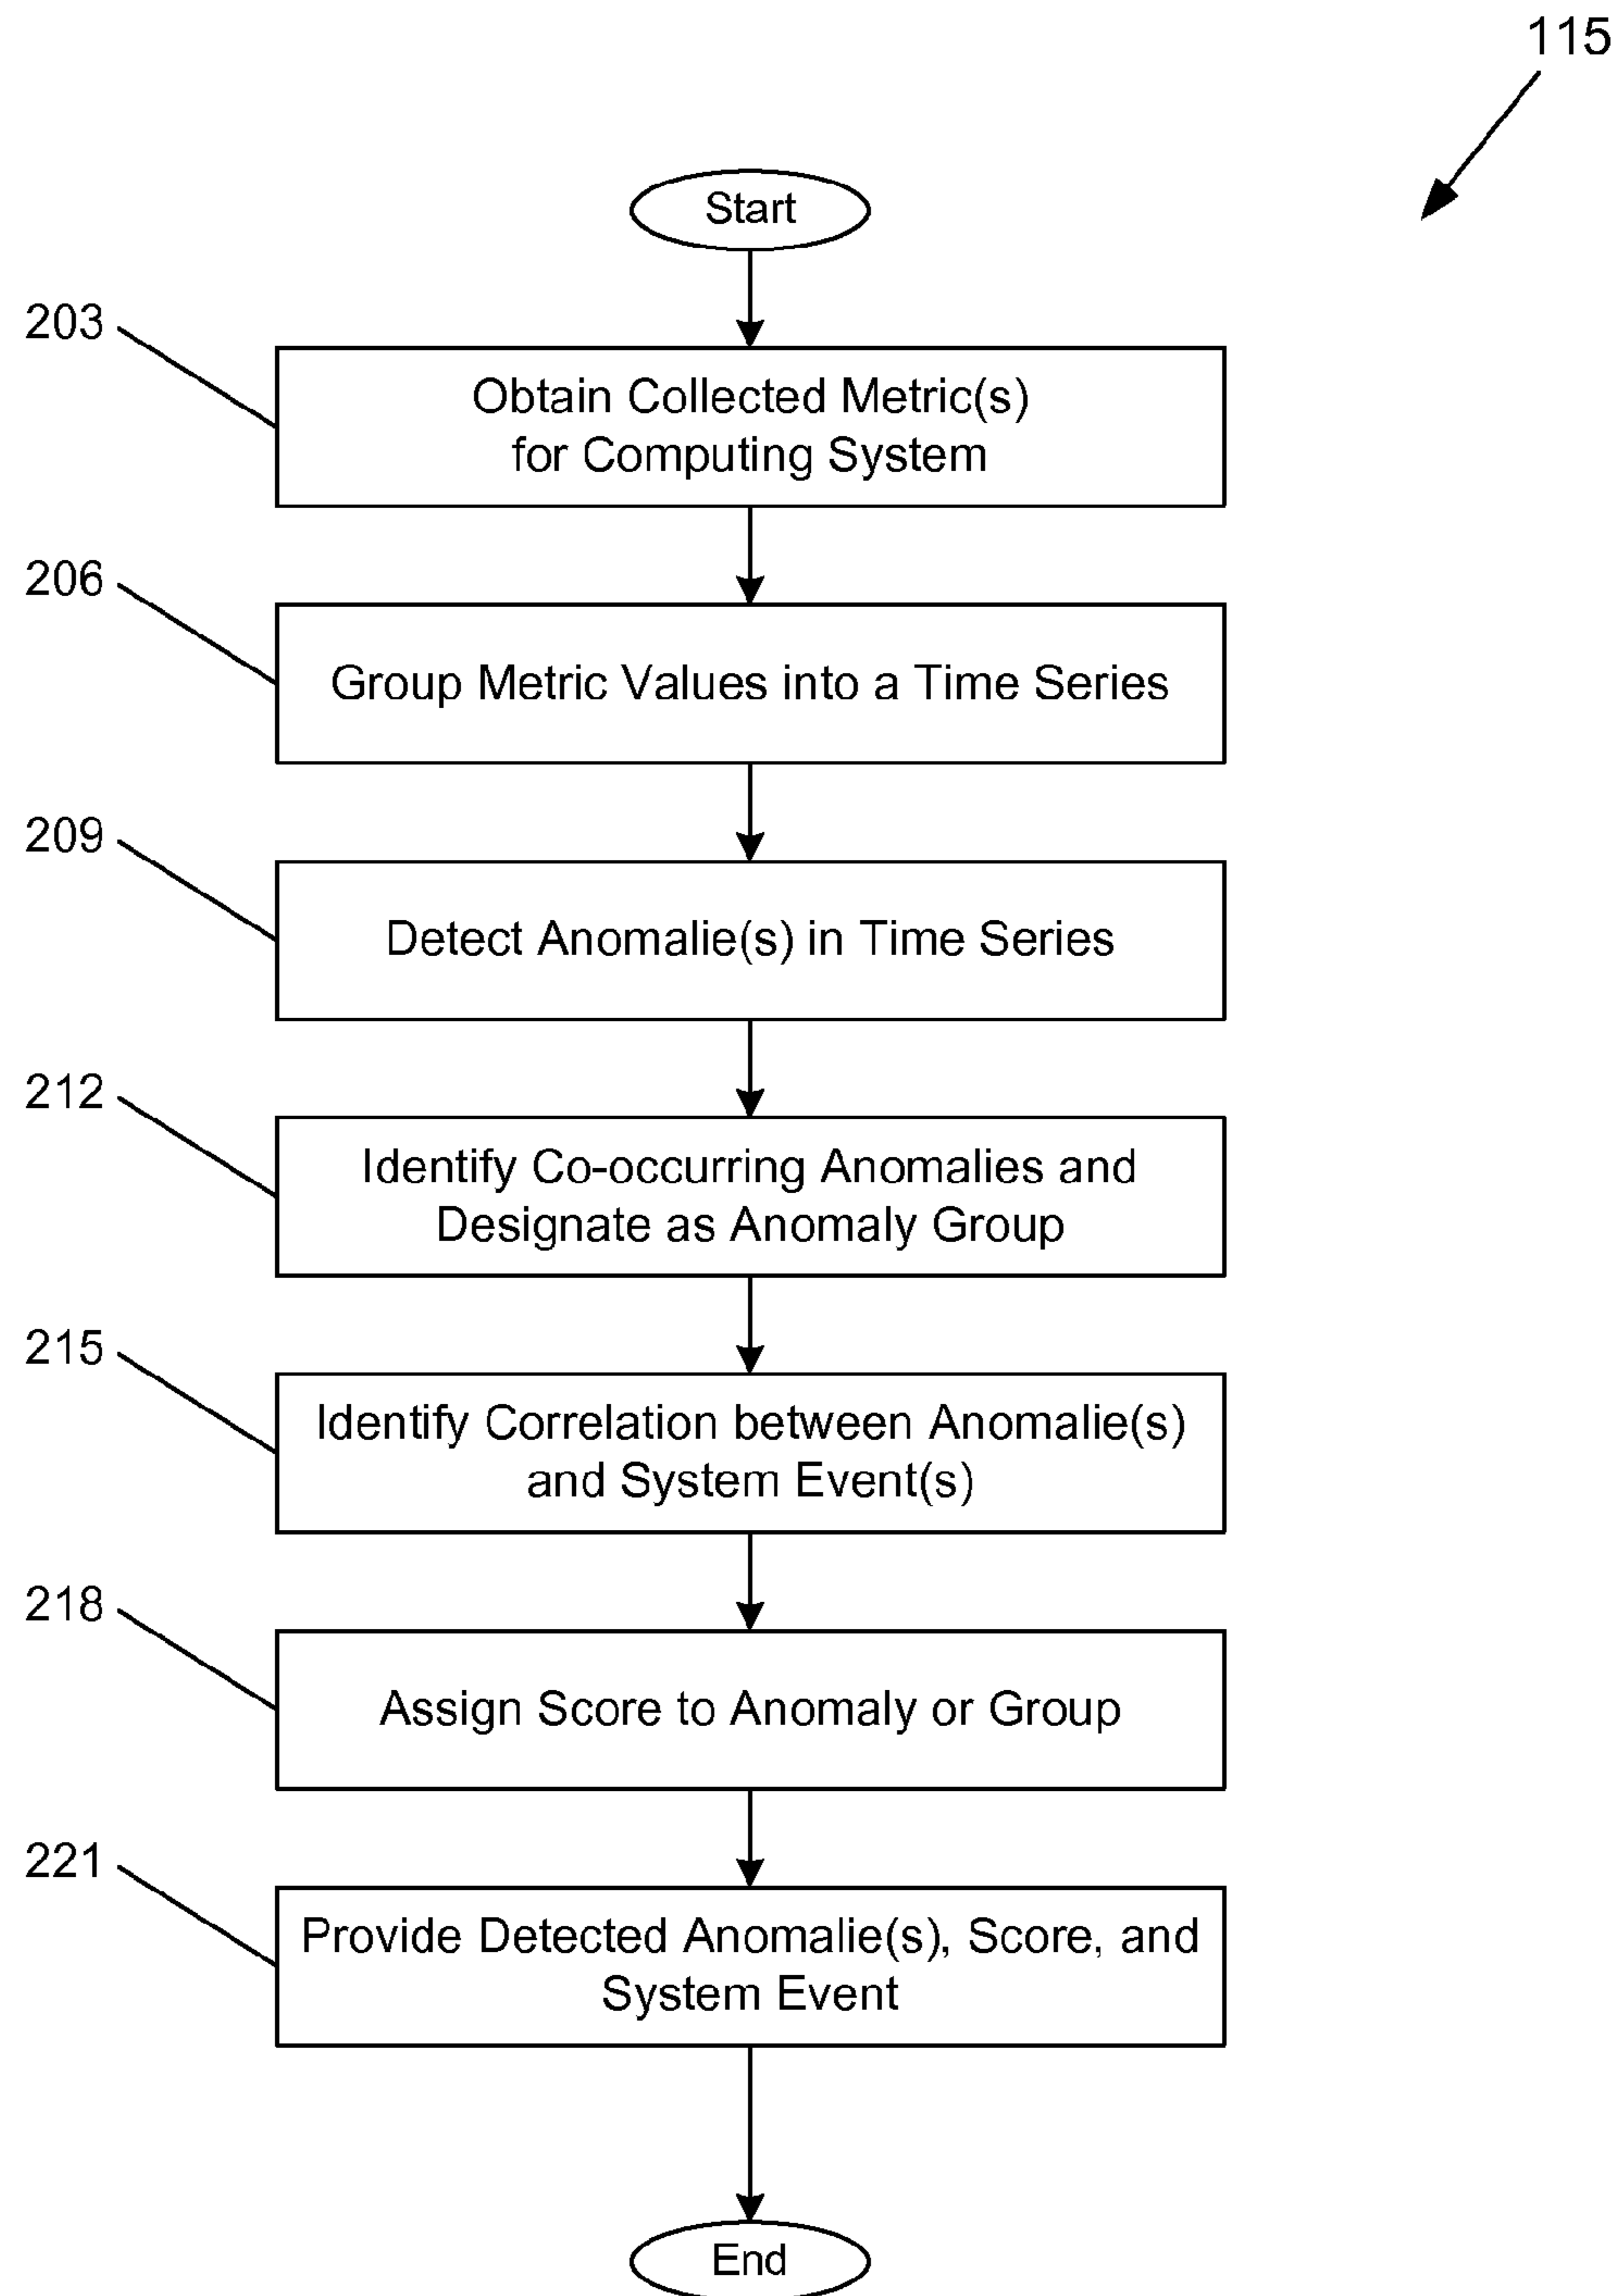 115
Start
203
Obtain Collected Metric(s)
for Computing System
206
Group Metric Values into a Time Series
209
Detect Anomalie(s) in Time Series
212
Identify Co-occurring Anomalies and
Designate as Anomaly Group
215
Identify Correlation between Anomalie(s)
and System Event(s)
218
Assign Score to Anomaly or Group
221
Provide Detected Anomalie(s), Score, and
System Event
End